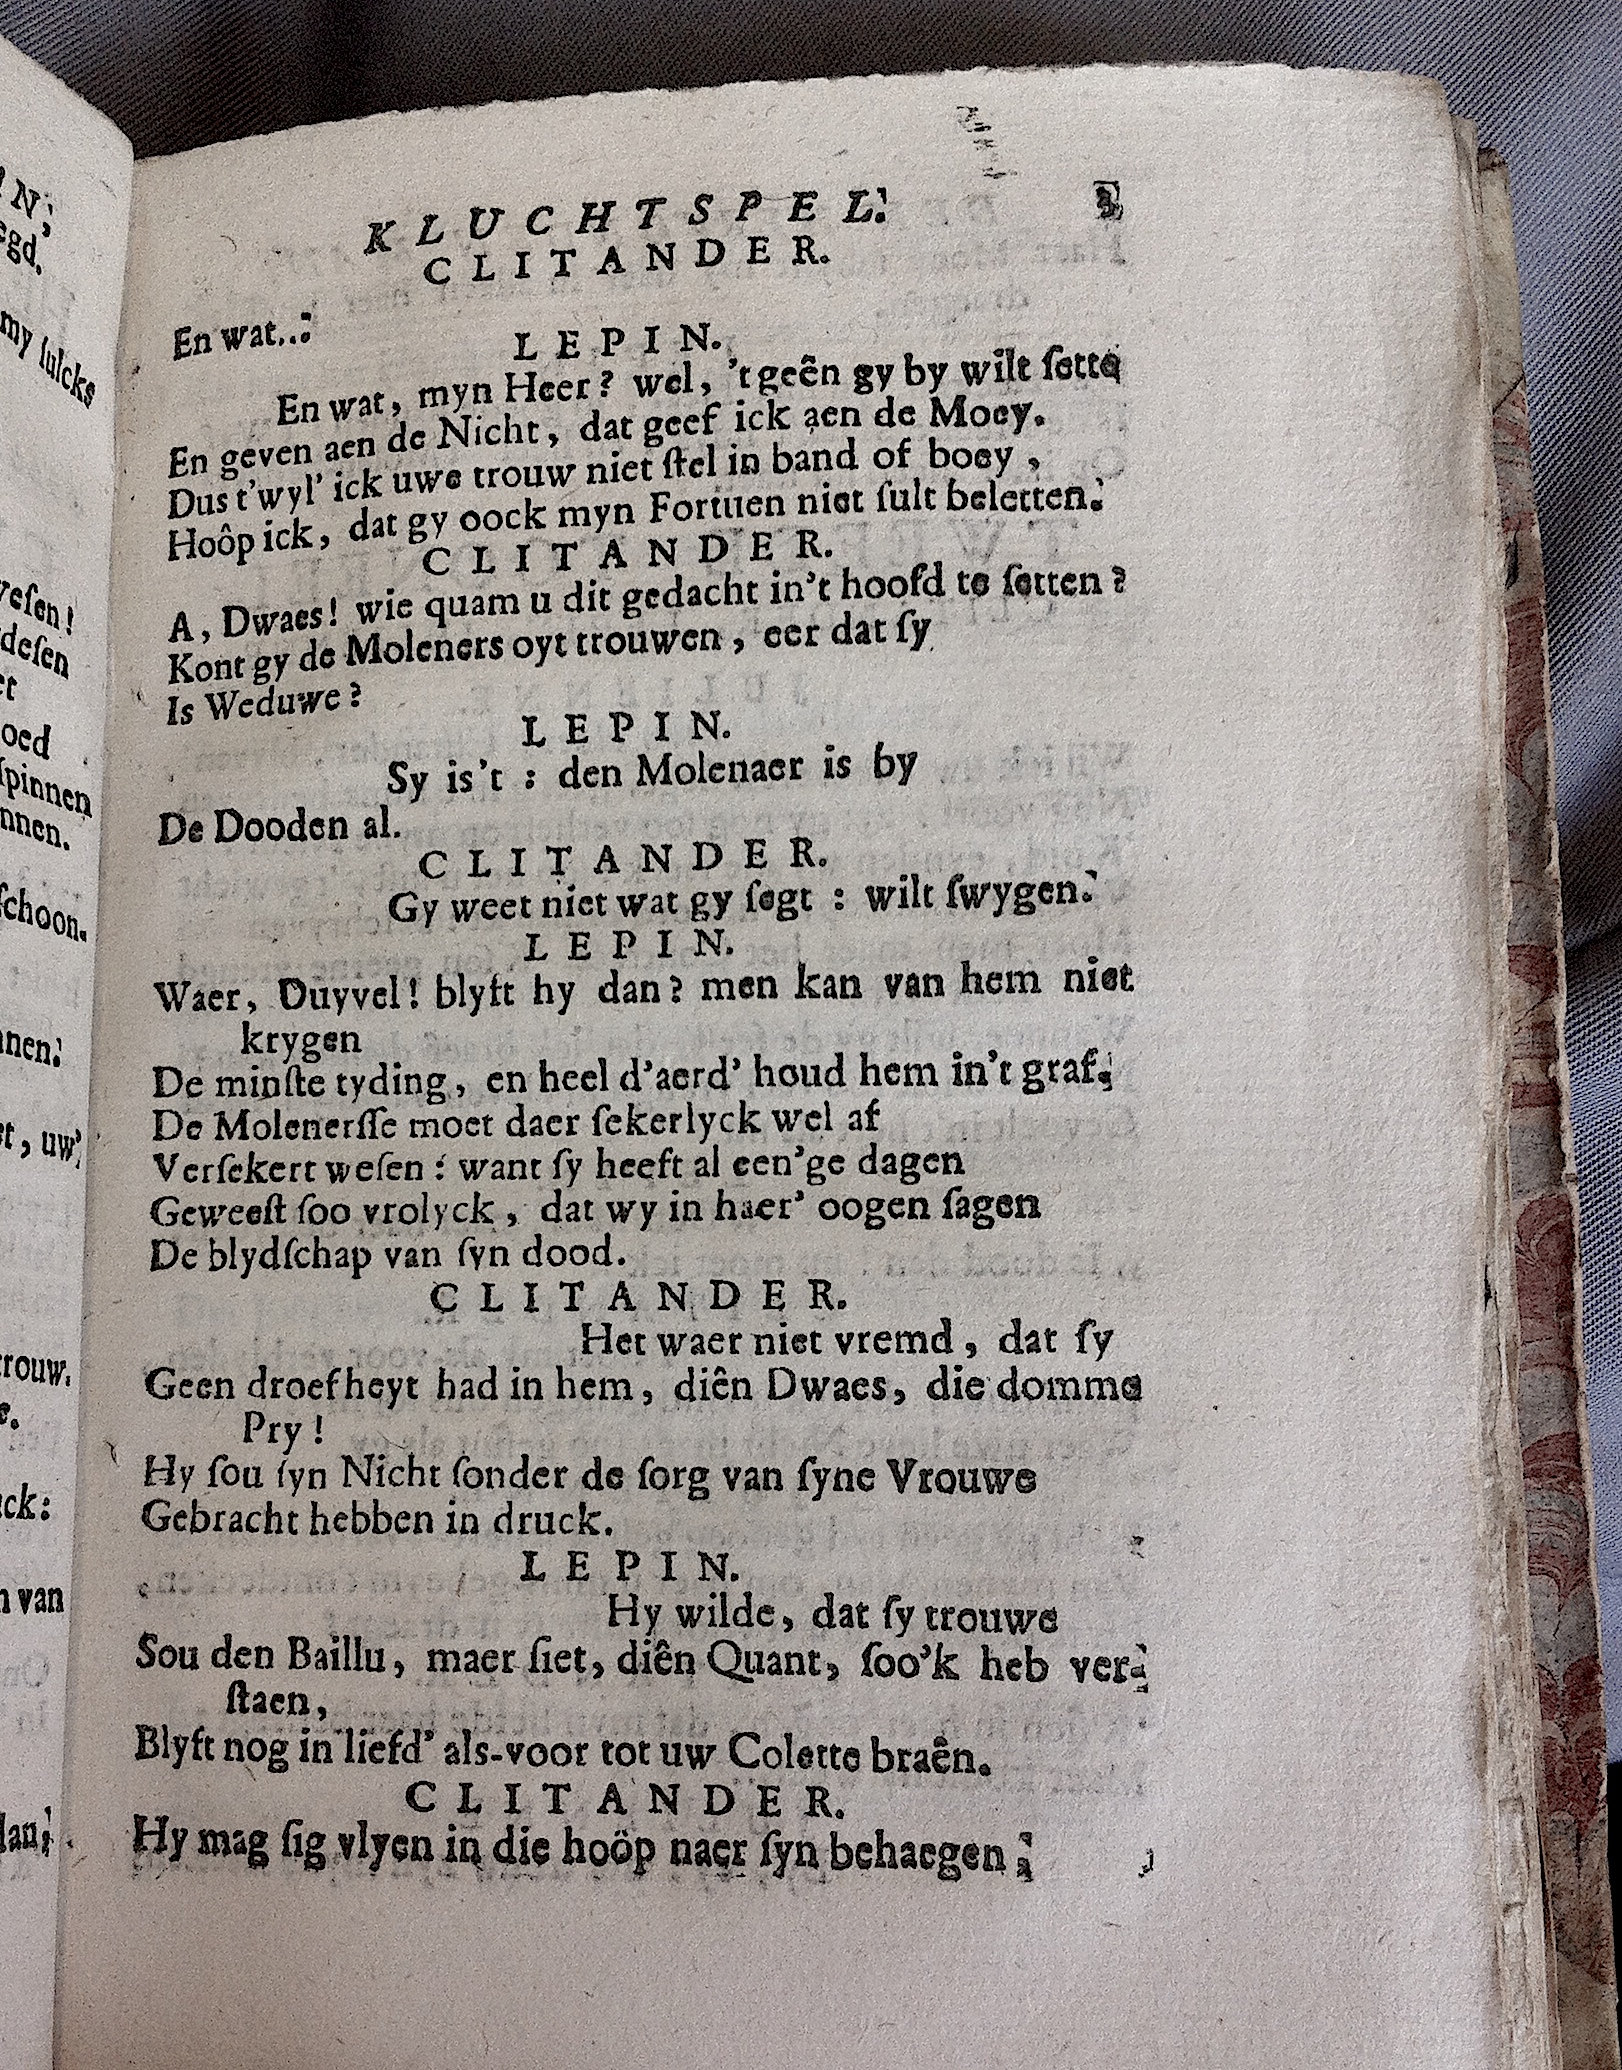 KLUCHTSPEL.
CLITANDER.
En wat...
LEPIN.
En wat, myn Heer? wel, 't geên gy by wilt ſette
En geven aen de Nicht, dat geef ick aen de Moey.
Dus t'wyl' ick uwe trouw niet ſtel in band of boey,
Hoôp ick, dat gy oock myn Fortuen niet ſult beletten.
CLITANDER.
A, Dwaes! wie quam u dit gedacht in't hoofd te ſetten?
Kont gy de Moleners oyt trouwen, eer dat ſy
Is Weduwe?
LEPIN.
Sy is't : den Molenaer is by
De Dooden al.
CLITANDER.
Gy weet niet wat gy ſegt : wilt ſwygen.
LEPIN.
Waer, Duyvel! blyft hy dan? men kan van hem niet
krygen
De minſte tyding, en heel d'aerd' houd hem in't graf;
De Molenerſſe moet daer ſekerlyck wel af
Verſekert weſen : want ſy heeft al een'ge dagen
Geweeſt ſoo vrolyck, dat wy in haer' oogen ſagen
De blydſchap van ſyn dood.
CLITANDER.
Het waer niet vremd, dat ſy
Geen droefheyt had in hem, diên Dwaes, die domme
Pry!
Hy ſou ſyn Nicht ſonder de ſorg van ſyne Vrouwe
Gebracht hebben in druck.
LEPIN.
Hy wilde, dat ſy trouwe
Sou den Baillu, maer ſiet, diên Quant, ſoo'k heb ver-
ſtaen,
Blyft nog in liefd' als-voor tot uw Colette braên.
CLITANDER.
Hy mag ſig vlyen in die hoöp naer ſyn behaegen;